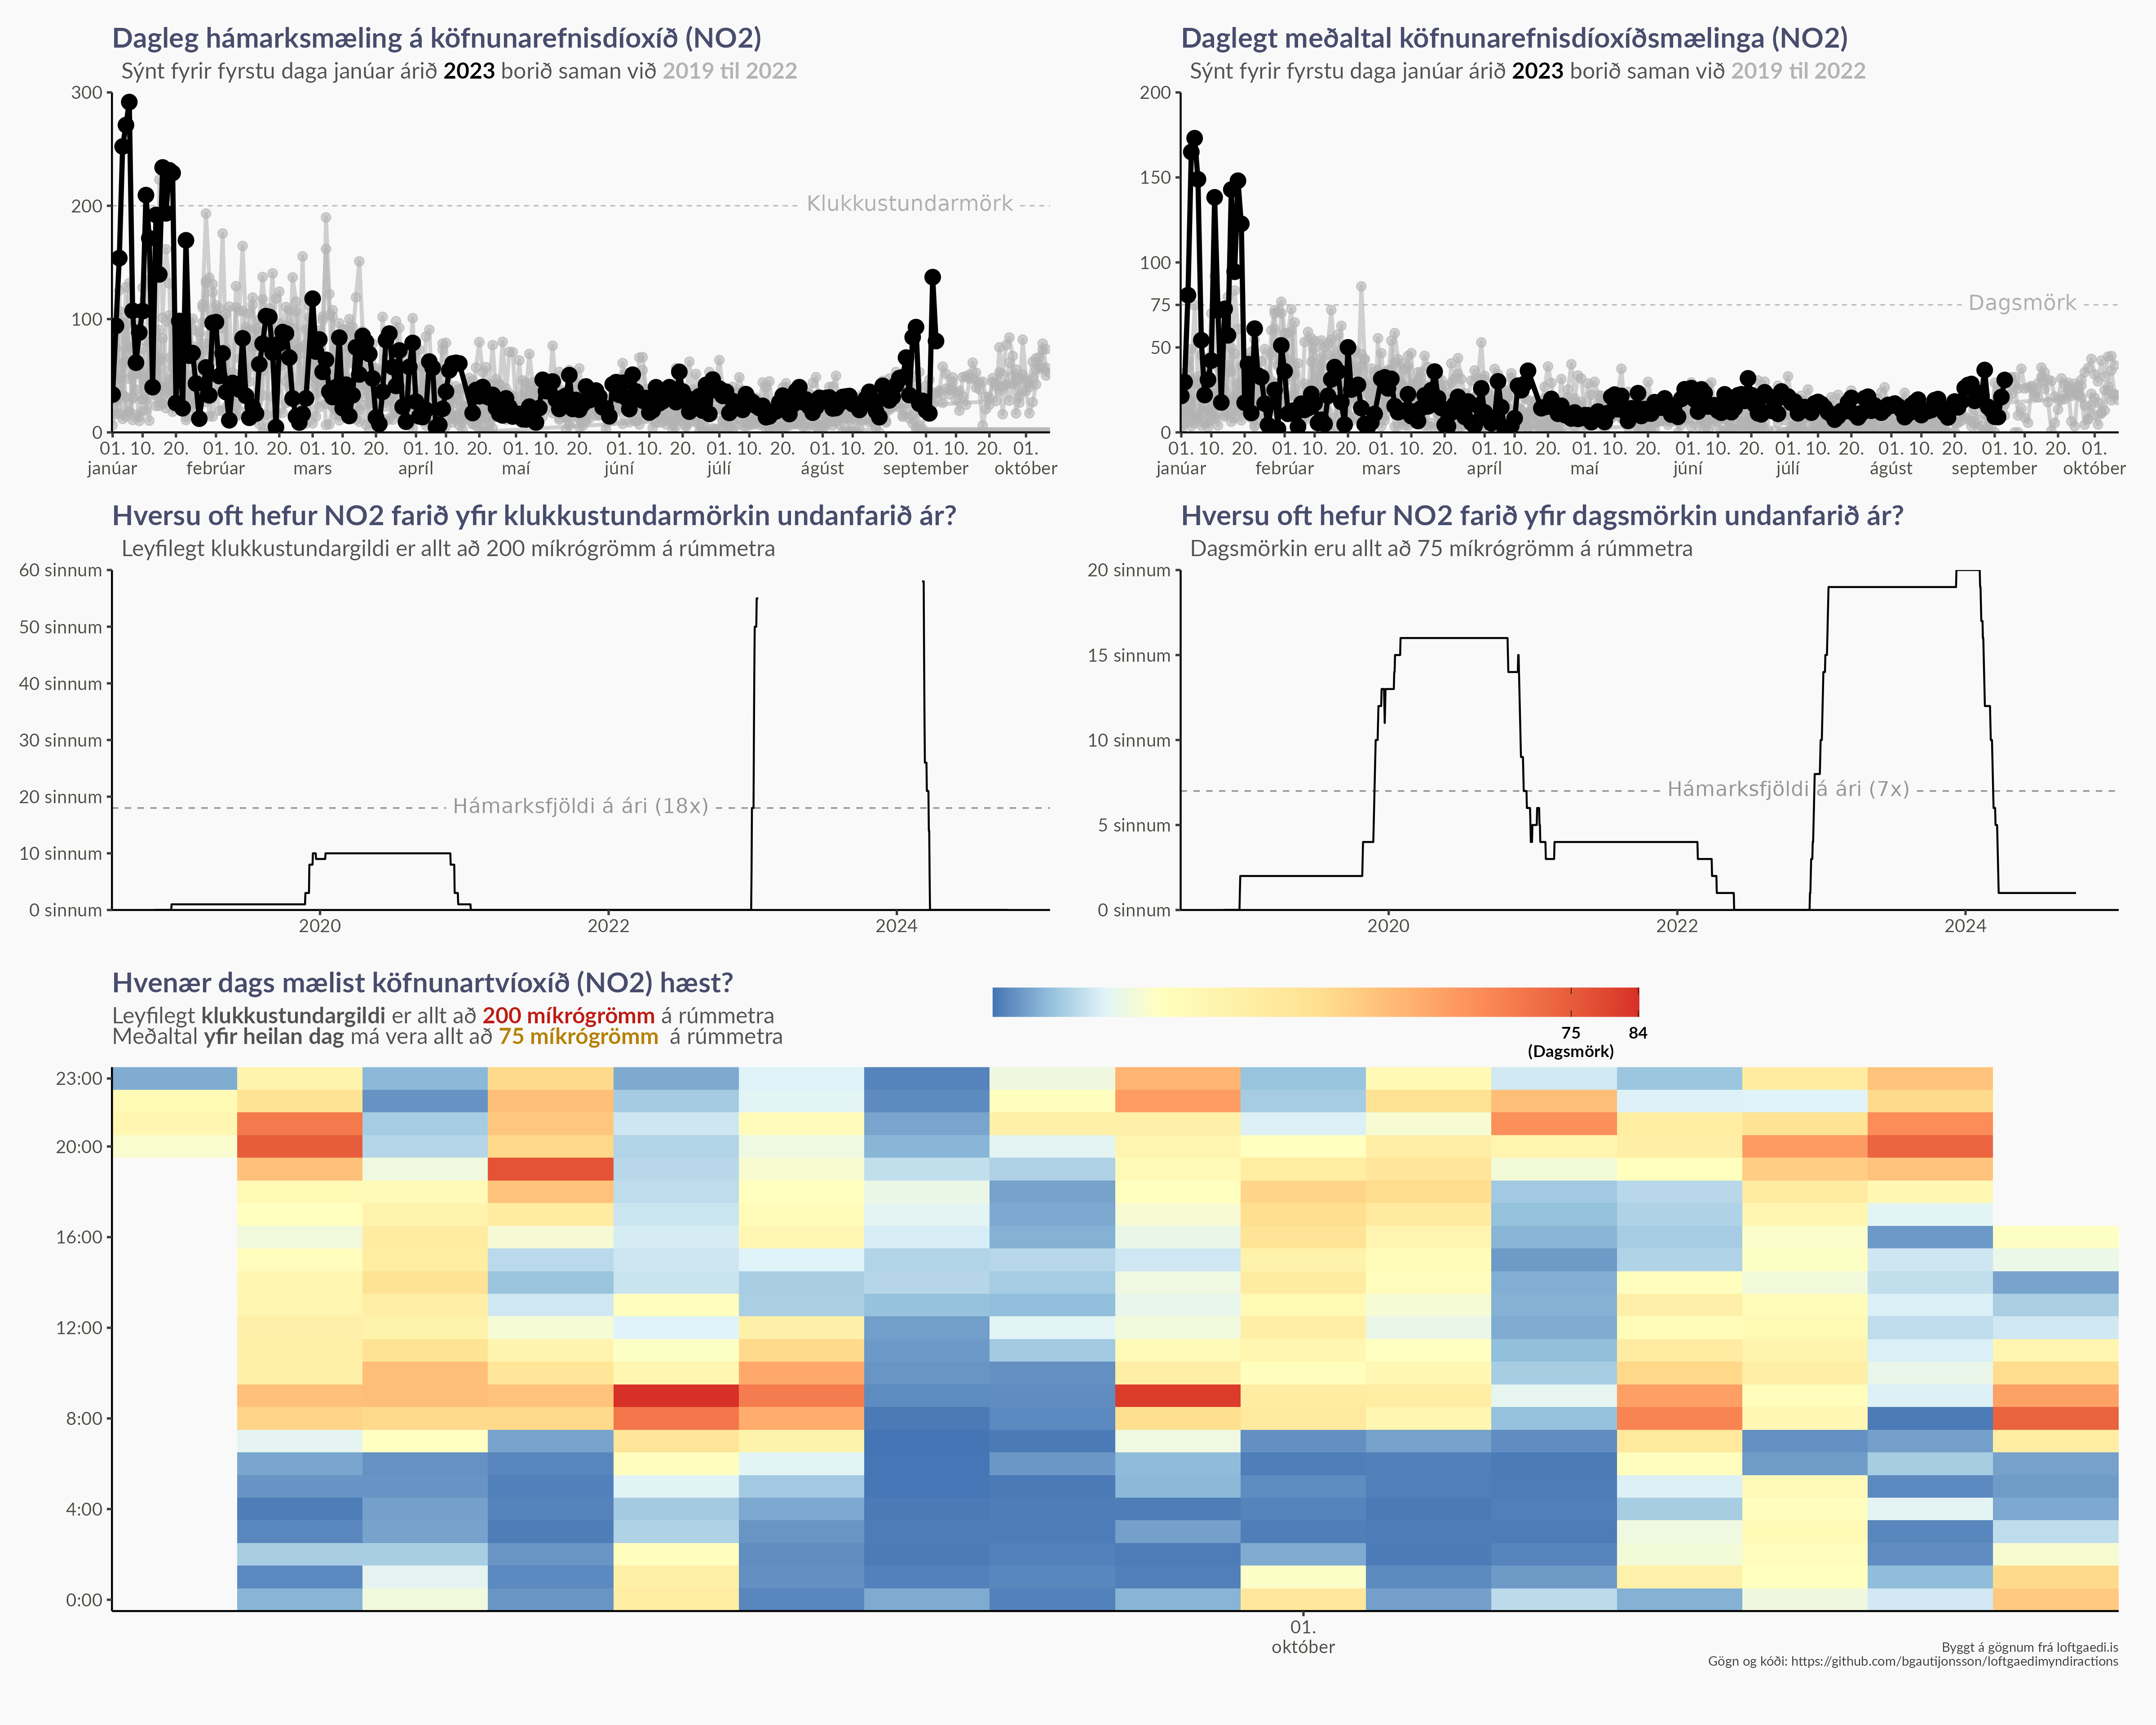 Dagleg hámarksmæling á köfnunarefnisdíoxíð (NO2)
Sýnt fyrir fyrstu daga janúar árið 2023 borið saman við 2019 til 2022
300
200
100
0
Klukkustundarmörk
01. 10. 20. 01. 10. 20. 01. 10. 20. 01. 10. 20. 01. 10. 20. 01. 10. 20. 01. 10. 20. 01. 10. 20. 01. 10. 20. 01.
janúar febrúar mars apríl maí júní júlí ágúst september október
Daglegt meðaltal köfnunarefnisdíoxíðsmælinga (NO2)
Sýnt fyrir fyrstu daga janúar árið 2023 borið saman við 2019 til 2022
200
150
100
75
50
0
Dagsmörk
01. 10. 20. 01. 10. 20. 01. 10. 20. 01. 10. 20. 01. 10. 20. 01. 10. 20. 01. 10. 20. 01. 10. 20. 01. 10. 20. 01.
janúar febrúar mars apríl maí júní júlí ágúst september október
Hversu oft hefur NO2 farið yfir klukkustundarmörkin undanfarið ár?
Leyfilegt klukkustundargildi er allt að 200 míkrógrömm á rúmmetra
60 sinnum
50 sinnum
40 sinnum
30 sinnum
20 sinnum
10 sinnum
0 sinnum
Hámarksfjöldi á ári (18x)
2020 2022 2024
Hversu oft hefur NO2 farið yfir dagsmörkin undanfarið ár?
Dagsmörkin eru allt að 75 míkrógrömm á rúmmetra
20 sinnum
15 sinnum
10 sinnum
5 sinnum
0 sinnum
Hámarksfjöldi á ári (7x)
2020 2022 2024
Hvenær dags mælist köfnunartvíoxíð (NO2) hæst?
Leyfilegt klukkustundargildi er allt að 200 míkrógrömm á rúmmetra
Meðaltal yfir heilan dag má vera allt að 75 míkrógrömm á rúmmetra
75 84
(Dagsmörk)
23:00
20:00
16:00
12:00
8:00
4:00
0:00
01.
október
Byggt á gögnum frá loftgaedi.is
Gögn og kóði: https://github.com/bgautijonsson/loftgaedimyndiractions